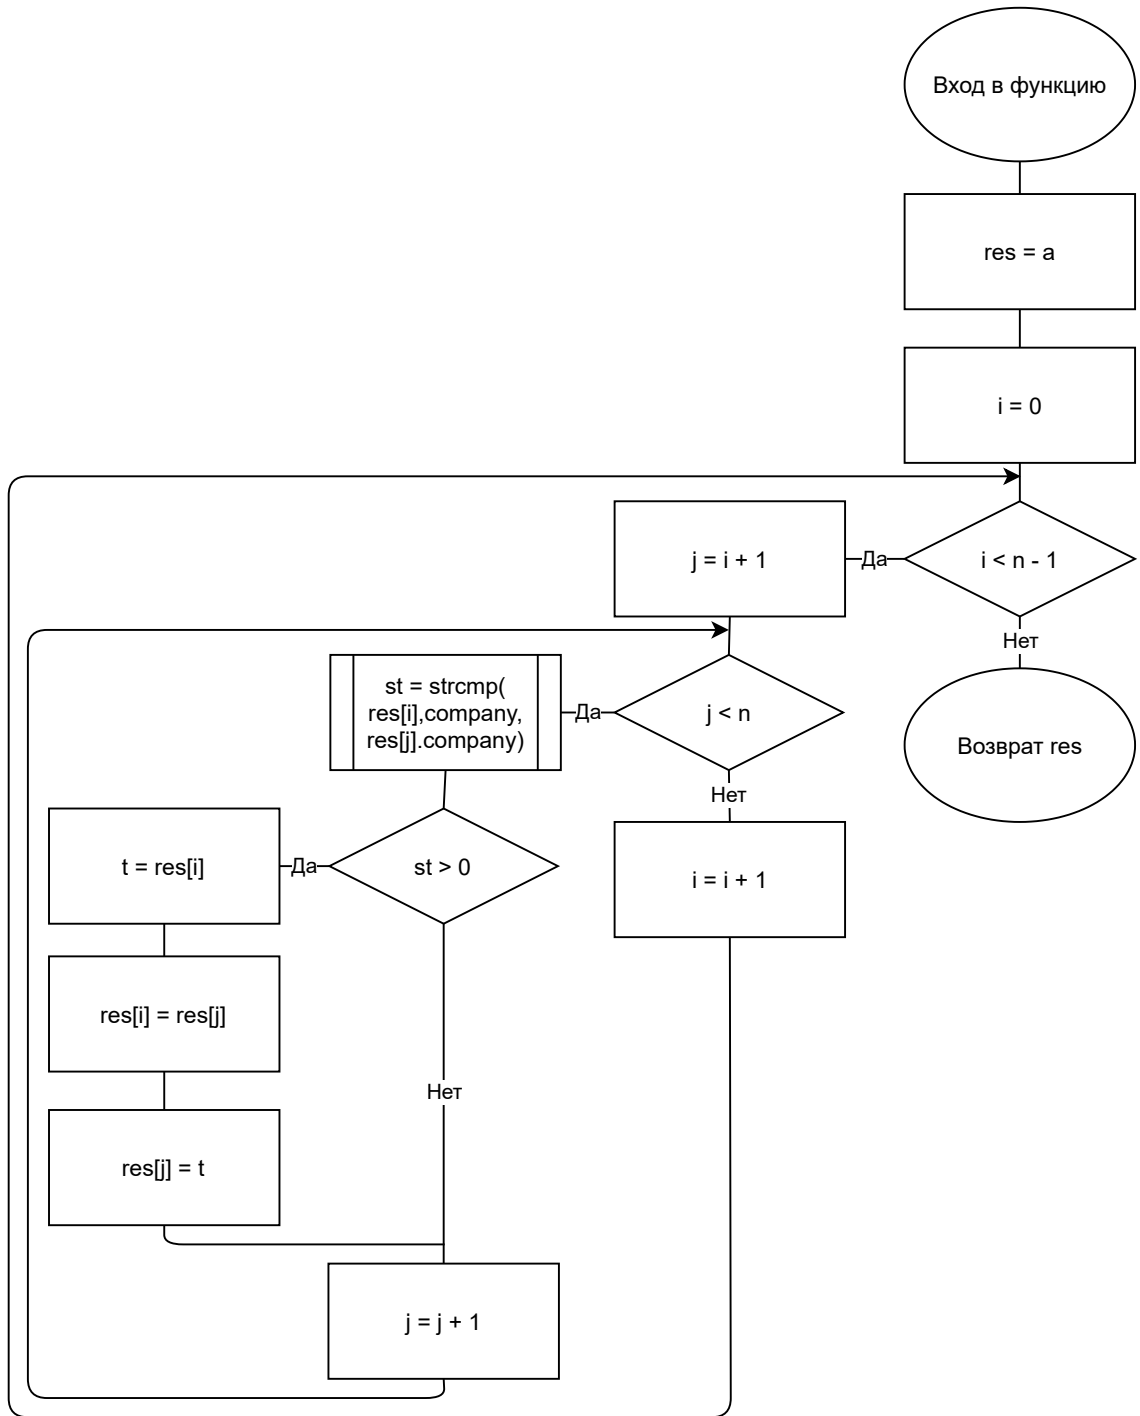 Вход в функцию
res = a
i = 0
i < n - 1
Да
j = i + 1
Нет
Возврат res
j < n
Да
st = strcmp(
res[i],company,
res[j].company)
Нет
i = i + 1
st > 0
Да
t = res[i]
res[i] = res[j]
Нет
res[j] = t
j = j + 1